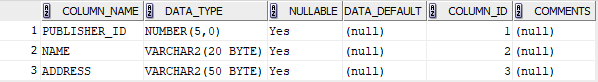 COLUMN_NAME DATA_TYPE NULLABLE DATA_DEFAULT COLUMN_ID COMMENTS
1 PUBLISHER_ID NUMBER(5,0) Yes (null) 1 (null)
2 NAME VARCHAR2(20 BYTE) Yes (null) 2 (null)
3 ADDRESS VARCHAR2(50 BYTE) Yes (null) 3 (null)